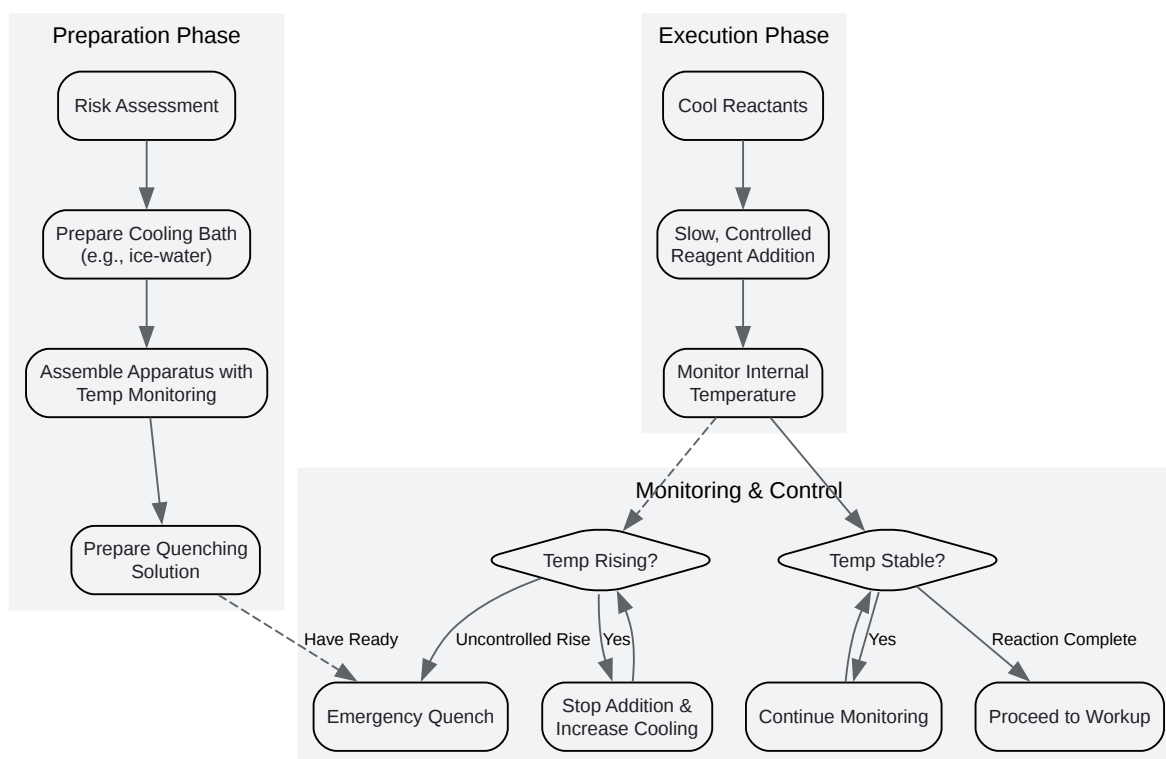 Preparation Phase
Risk Assessment
Prepare Cooling Bath
(e.g., ice-water)
Assemble Apparatus with
Temp Monitoring
Prepare Quenching
Solution
Execution Phase
Cool Reactants
Slow, Controlled
Reagent Addition
Monitor Internal
Temperature
Monitoring & Control
Temp Rising?
Temp Stable?
Have Ready
Uncontrolled Rise
Yes
Yes
Reaction Complete
Emergency Quench
Stop Addition &
Increase Cooling
Continue Monitoring
Proceed to Workup